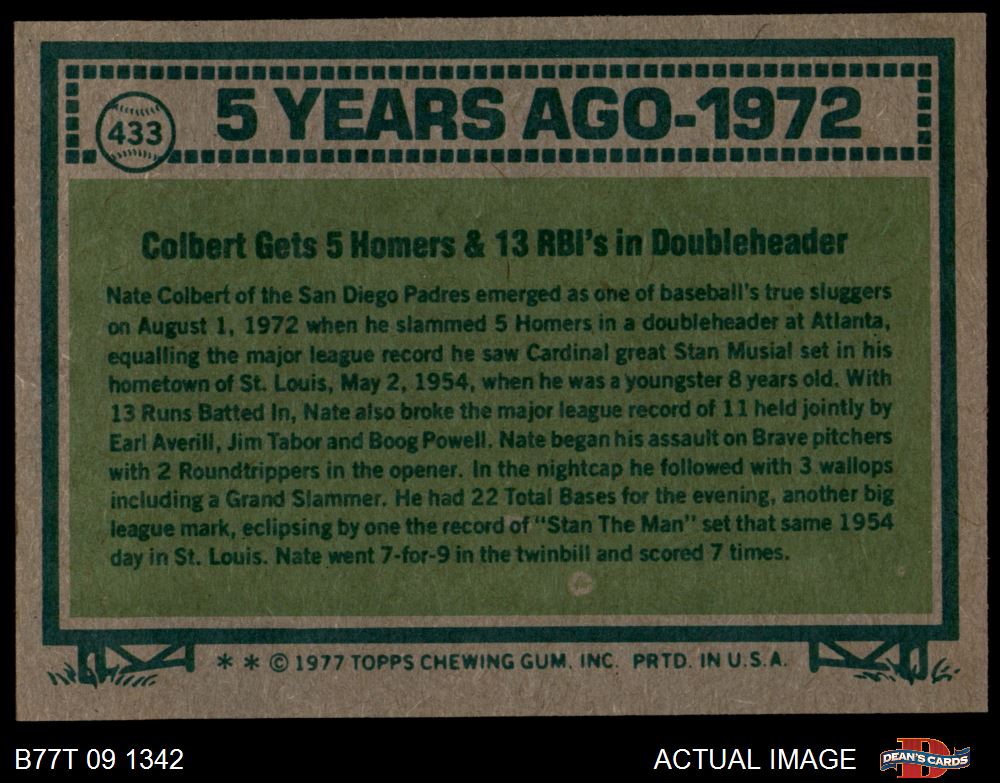 433
5 YEARS AGO-1972
Colbert Gets 5 Homers & 13 RBI's in Doubleheader
Nate Colbert of the San Diego Padres emerged as one of baseball's true sluggers
on August 1, 1972 when he slammed 5 Homers in a doubleheader at Atlanta,
equalling the major league record he saw Cardinal great Stan Musial set in his
hometown of St. Louis, May 2, 1954, when he was a youngster 8 years old. With
13 Runs Batted In, Nate also broke the major league record of 11 held jointly by
Earl Averill, Jim Tabor and Boog Powell. Nate began his assault on Brave pitchers
with 2 Roundtrippers in the opener. In the nightcap he followed with 3 wallops
including a Grand Slammer. He had 22 Total Bases for the evening, another big
league mark, eclipsing by one the record of "Stan The Man" set that same 1954
day in St. Louis. Nate went 7-for-9 in the twinbill and scored 7 times.
* * © 1977 TOPPS CHEWING GUM, INC. PRTD. IN U.S.A.
B77T 09 1342
ACTUAL IMAGE
DEAN'S CARDS